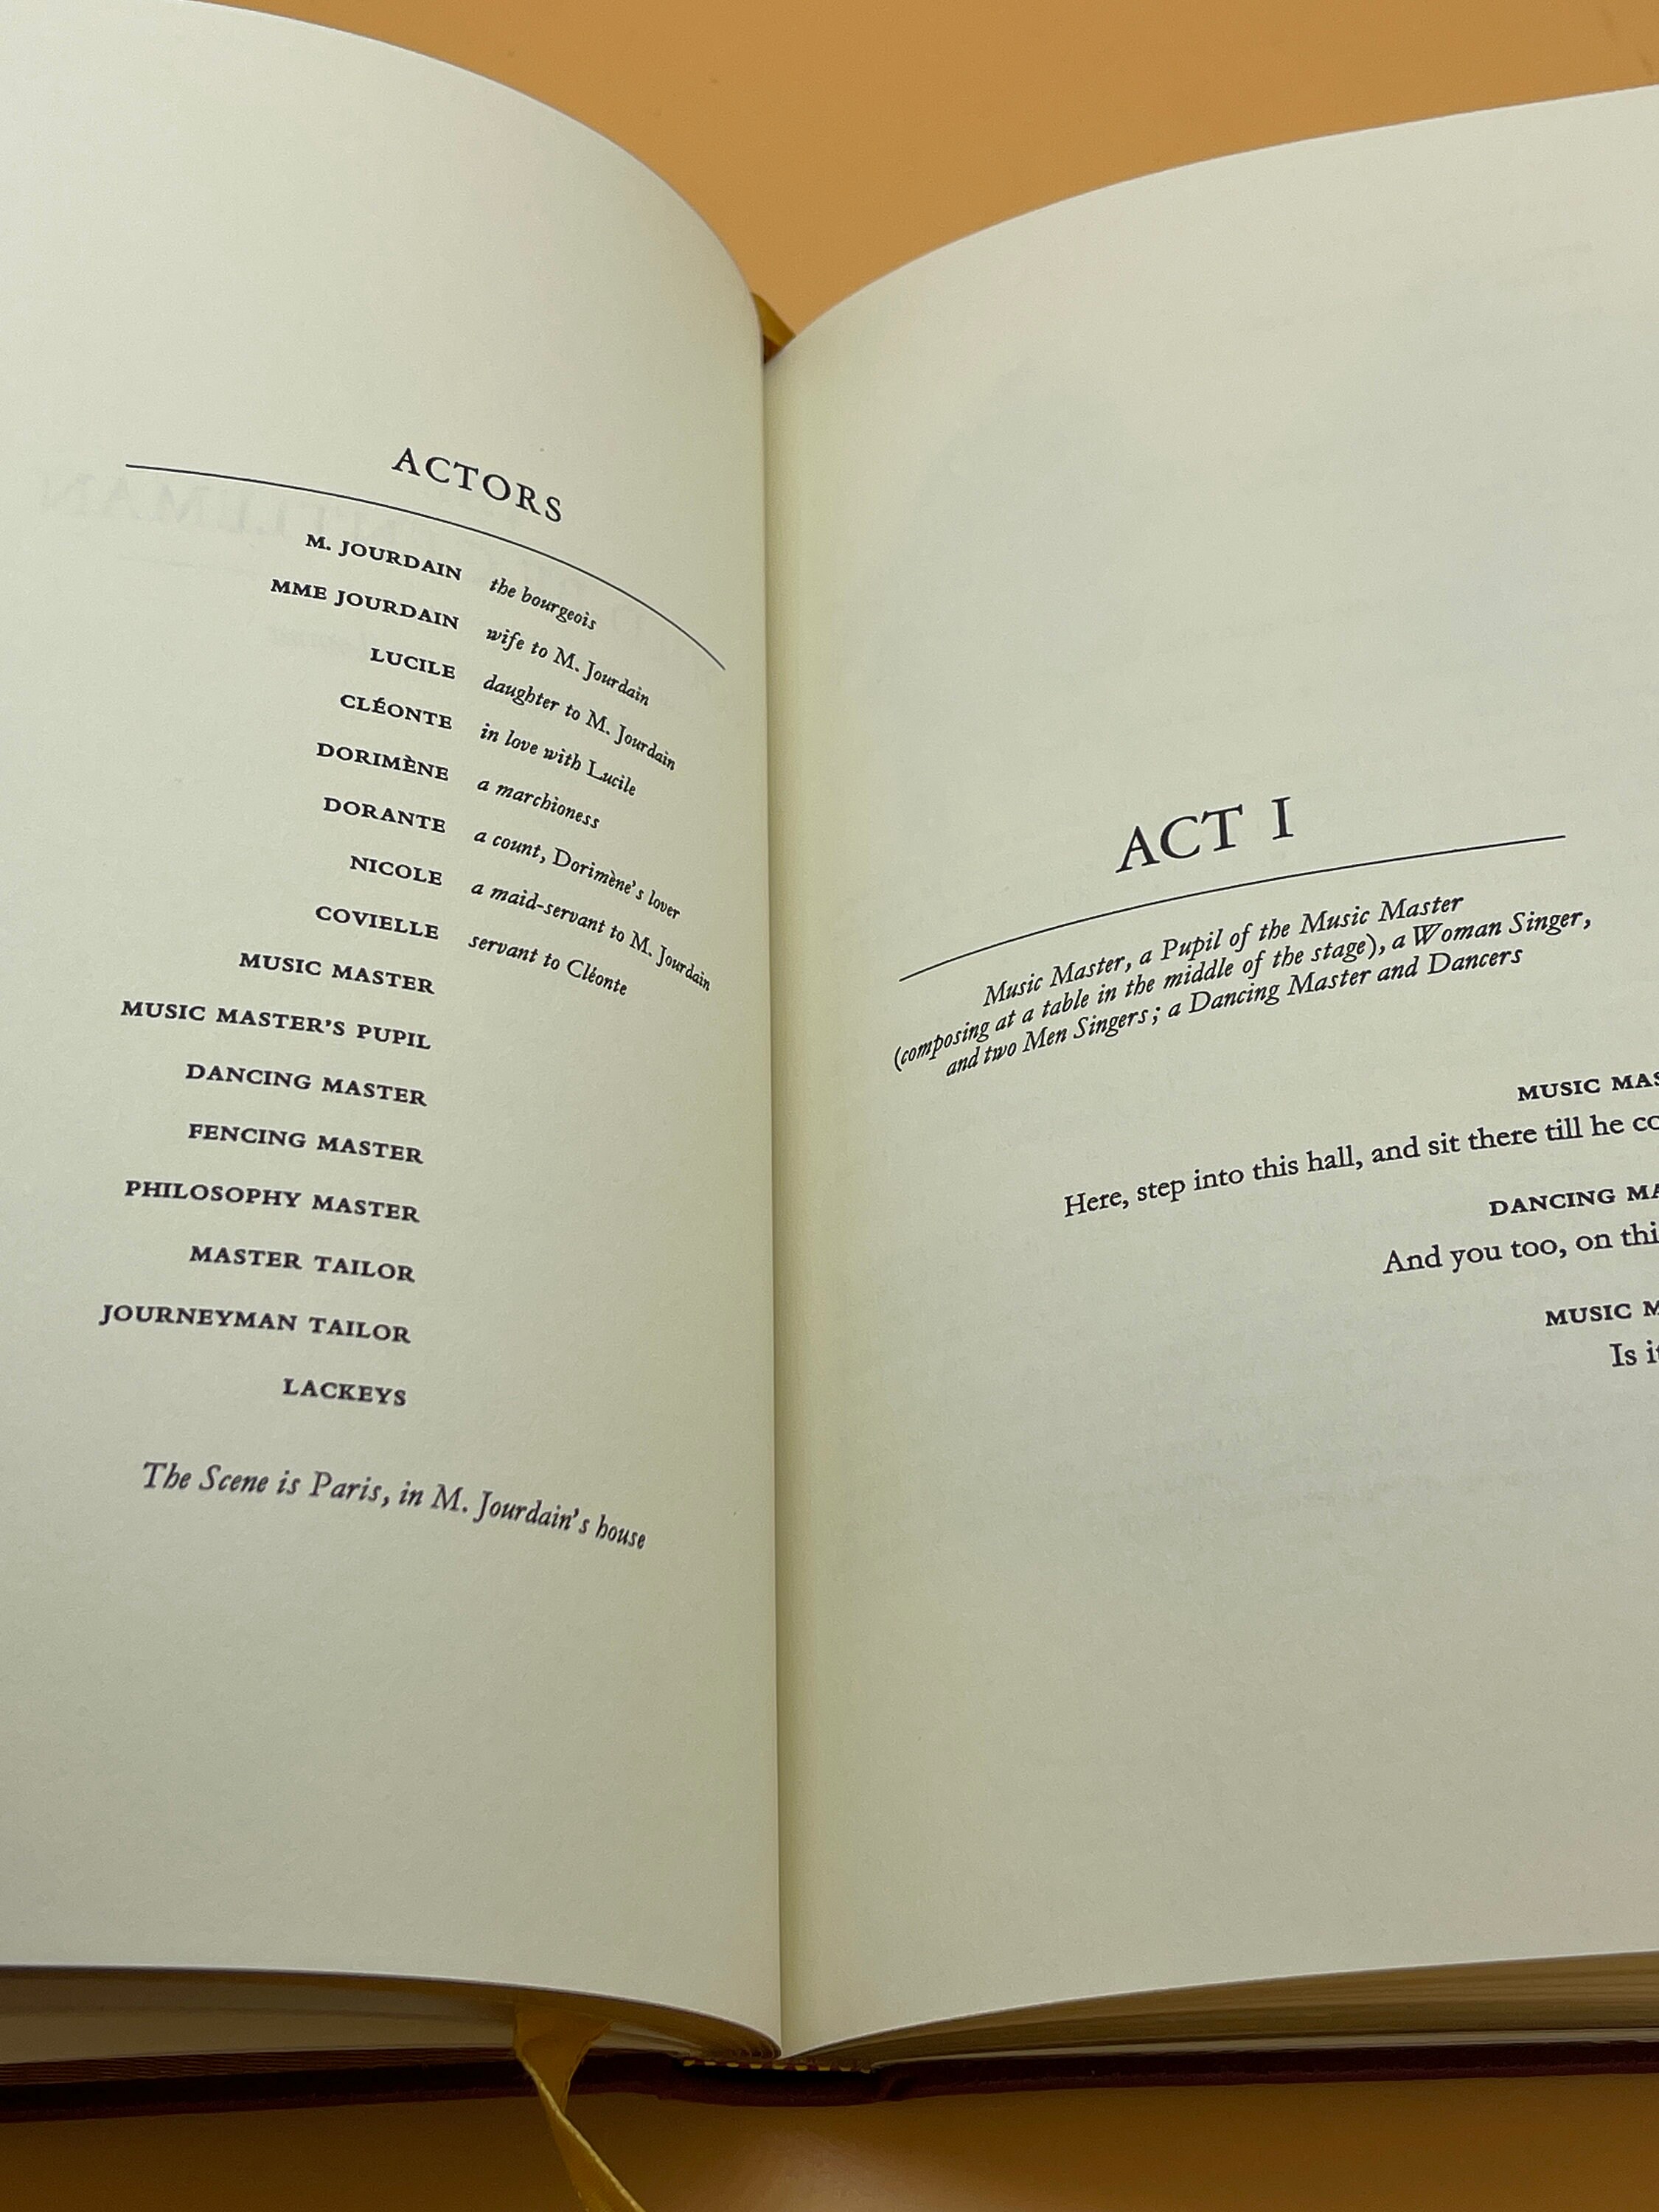 ACTORS
M. JOURDAIN the bourgeois
MME JOURDAIN wife to M. Jourdain
LUCILE daughter to M. Jourdain
CLÉONTE in love with Lucile
DORIMÈNE a marchioness
DORANTE a count, Dorimène's lover
NICOLE a maid-servant to M. Jourdain
COVIELLE servant to Cléonte
MUSIC MASTER
MUSIC MASTER'S PUPIL
DANCING MASTER
FENCING MASTER
PHILOSOPHY MASTER
MASTER TAILOR
JOURNEYMAN TAILOR
LACKEYS
The Scene is Paris, in M. Jourdain's house
ACT I
Music Master, a Pupil of the Music Master
(composing at a table in the middle of the stage), a Woman Singer,
and two Men Singers; a Dancing Master and Dancers
MUSIC
Here, step into this hall, and sit there till he
DANCING
And you too, on
MUSIC
Is